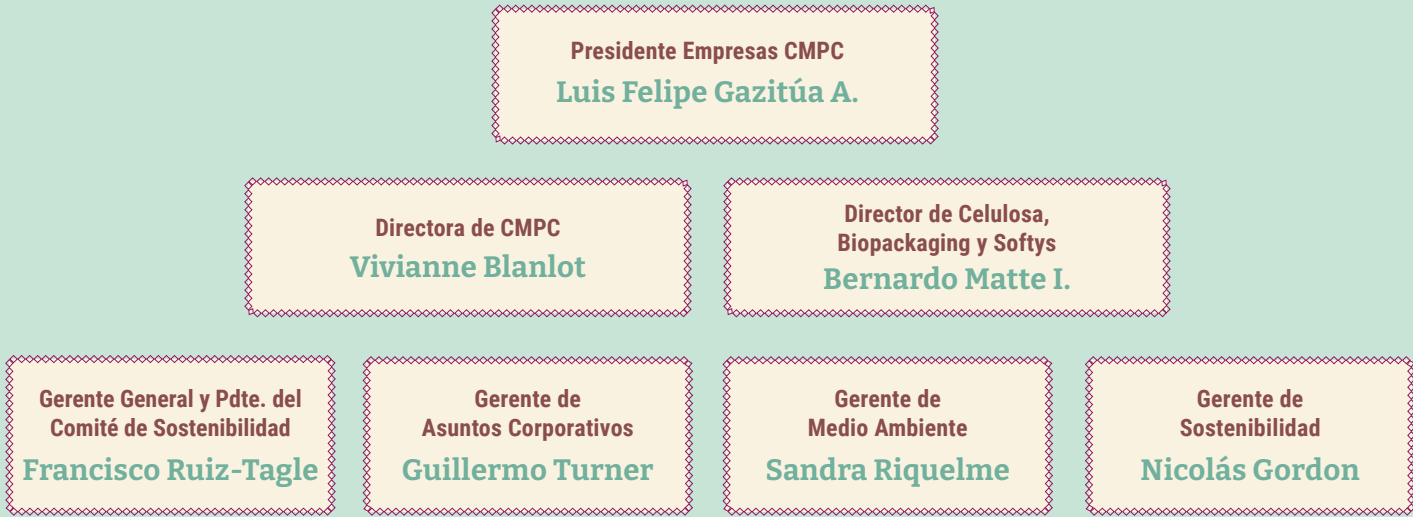 Presidente Empresas CMPC
Luis Felipe Gazitúa A.
Directora de CMPC
Vivianne Blanlot
Director de Celulosa,
Biopackaging y Softys
Bernardo Matte I.
Gerente General y Pdte. del
Comité de Sostenibilidad
Francisco Ruiz-Tagle
Gerente de
Asuntos Corporativos
Guillermo Turner
Gerente de
Medio Ambiente
Sandra Riquelme
Gerente de
Sostenibilidad
Nicolás Gordon